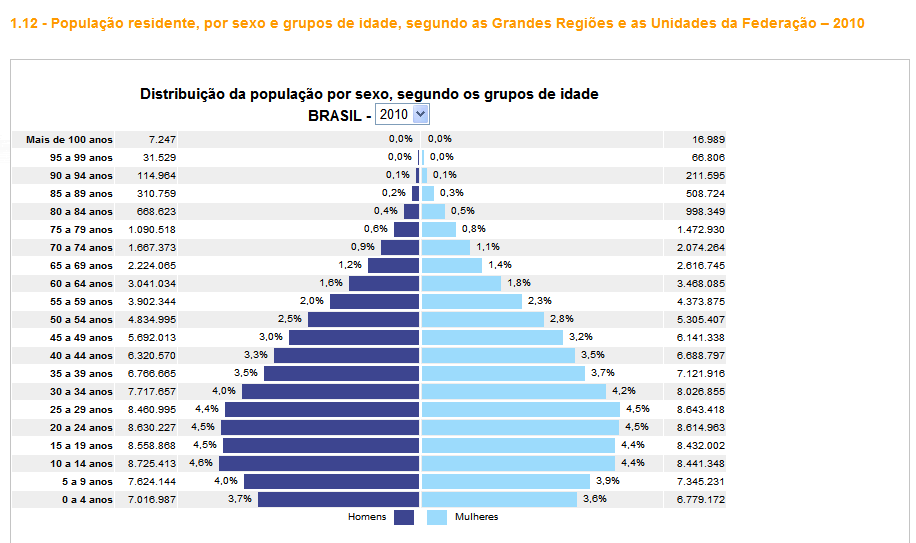 1.12 - População residente, por sexo e grupos de idade, segundo as Grandes Regiões e as Unidades da Federação – 2010
Distribuição da população por sexo, segundo os grupos de idade
BRASIL - 2010
Mais de 100 anos 7.247 0,0% 0,0% 16.989
95 a 99 anos 31.529 0,0% 0,0% 66.806
90 a 94 anos 114.964 0,1% 0,1% 211.595
85 a 89 anos 310.759 0,2% 0,3% 508.724
80 a 84 anos 668.623 0,4% 0,5% 998.349
75 a 79 anos 1.090.518 0,6% 0,8% 1.472.930
70 a 74 anos 1.667.373 0,9% 1,1% 2.074.264
65 a 69 anos 2.224.065 1,2% 1,4% 2.616.745
60 a 64 anos 3.041.034 1,6% 1,8% 3.468.085
55 a 59 anos 3.902.344 2,0% 2,3% 4.373.875
50 a 54 anos 4.834.995 2,5% 2,8% 5.305.407
45 a 49 anos 5.692.013 3,0% 3,2% 6.141.338
40 a 44 anos 6.320.570 3,3% 3,5% 6.688.797
35 a 39 anos 6.766.665 3,5% 3,7% 7.121.916
30 a 34 anos 7.717.657 4,0% 4,2% 8.026.855
25 a 29 anos 8.460.995 4,4% 4,5% 8.643.418
20 a 24 anos 8.630.227 4,5% 4,5% 8.614.963
15 a 19 anos 8.558.868 4,5% 4,4% 8.432.002
10 a 14 anos 8.725.413 4,6% 4,4% 8.441.348
5 a 9 anos 7.624.144 4,0% 3,9% 7.345.231
0 a 4 anos 7.016.987 3,7% 3,6% 6.779.172
Homens Mulheres